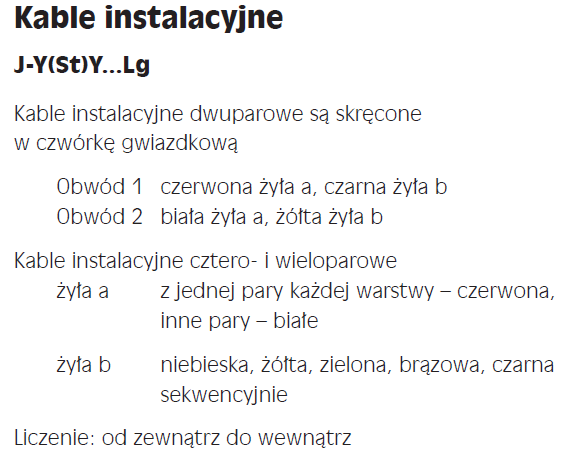 Kable instalacyjne
J-Y(St)Y...Lg
Kable instalacyjne dwuparowe są skręcone
w czwórkę gwiazdkową
Obwód 1 czerwona żyła a, czarna żyła b
Obwód 2 biała żyła a, żółta żyła b
Kable instalacyjne cztero- i wieloparowe
żyła a z jednej pary każdej warstwy – czerwona,
inne pary – białe
żyła b niebieska, żółta, zielona, brązowa, czarna
sekwencyjnie
Liczenie: od zewnątrz do wewnątrz